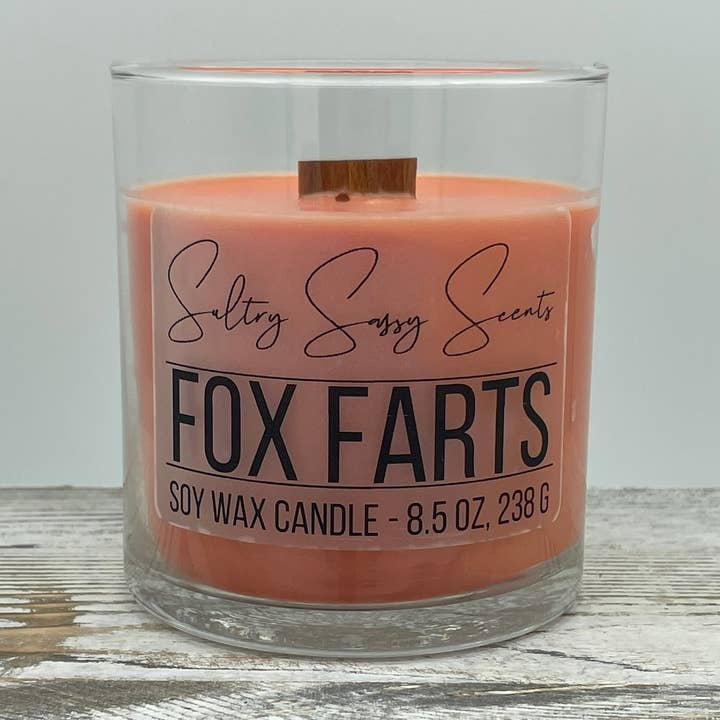 Sultry Sassy Scents
FOX FARTS
SOY WAX CANDLE - 8.5 OZ, 238 G